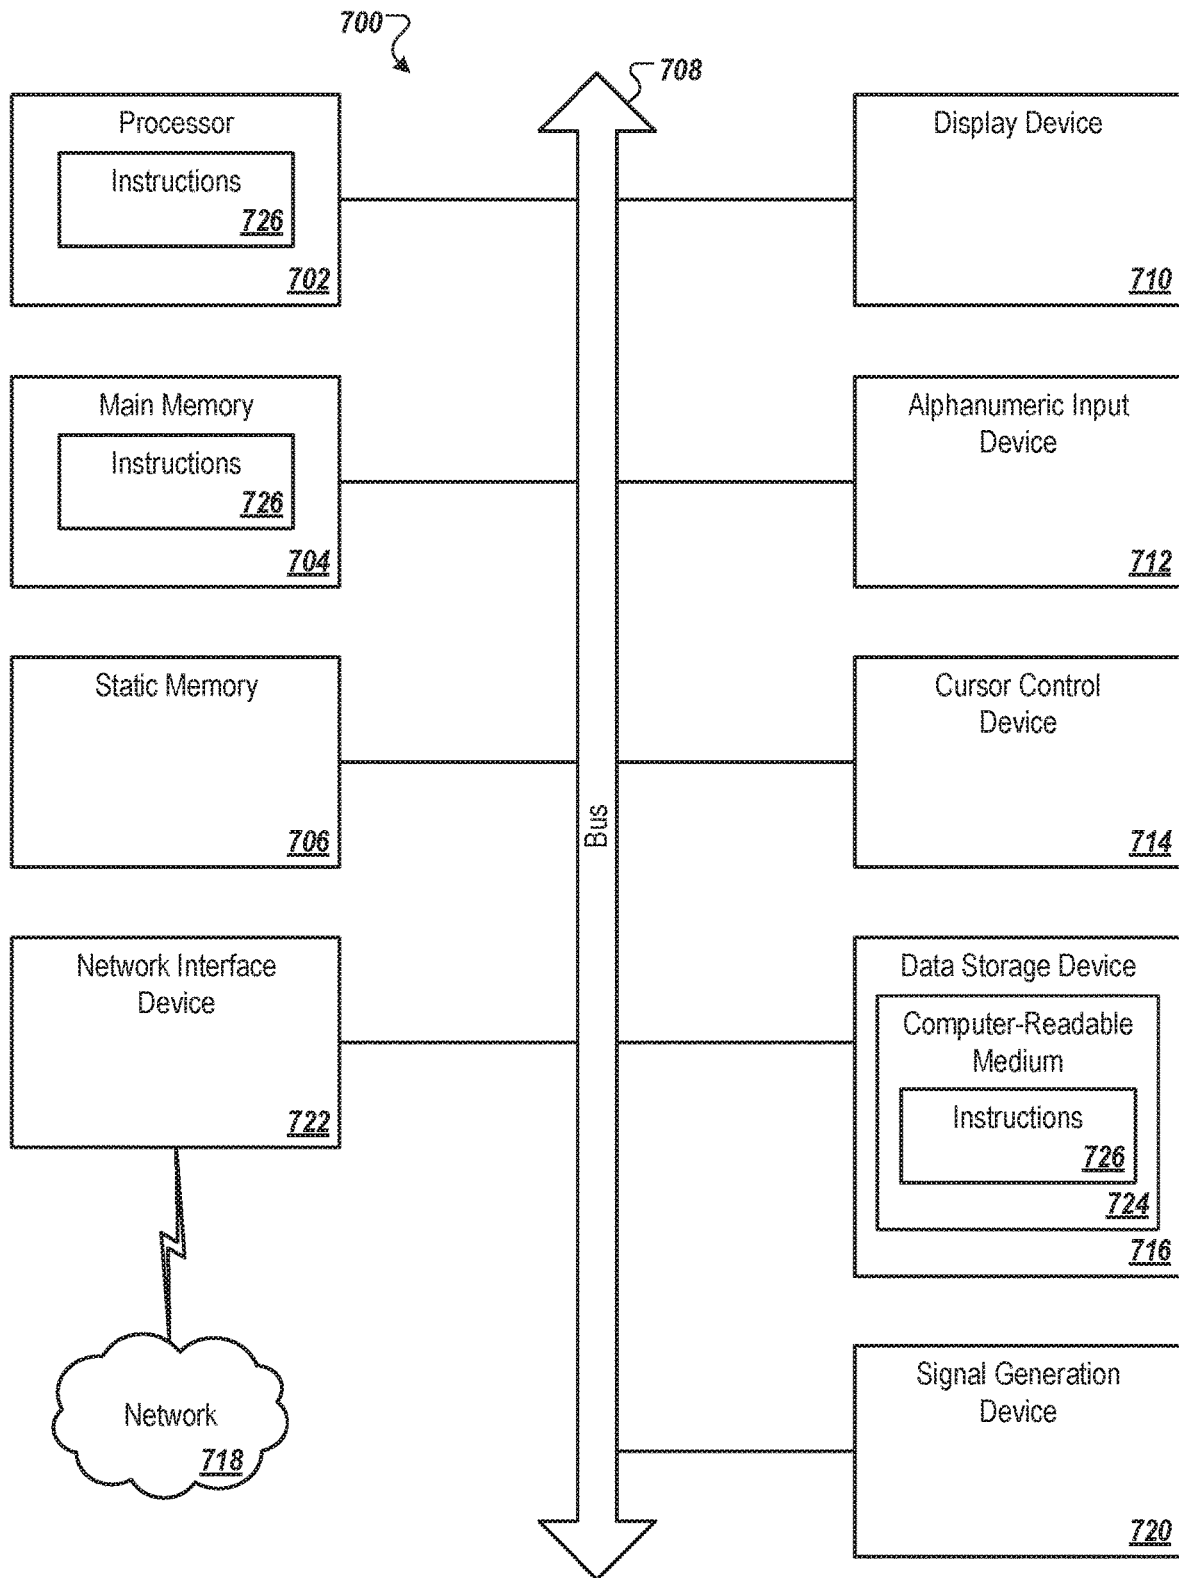 700
708
Processor
Instructions
726
702
Display Device
710
Main Memory
Instructions
726
704
Alphanumeric Input
Device
712
Static Memory
706
Cursor Control
Device
714
Bus
Network Interface
Device
722
Data Storage Device
Computer-Readable
Medium
Instructions
726
724
716
Network
718
Signal Generation
Device
720